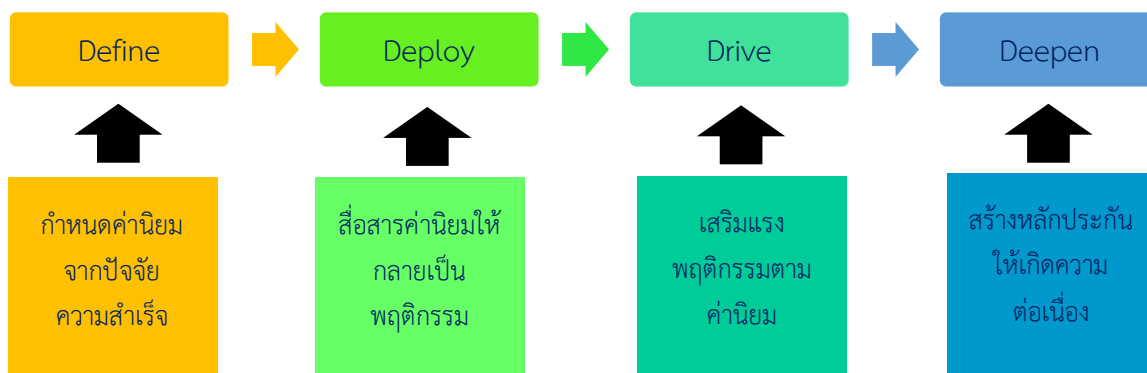 Define
Deploy
Drive
Deepen
กำหนดค่านิยม
จากปัจจัย
ความสำเร็จ
สื่อสารค่านิยมให้
กลายเป็น
พฤติกรรม
เสริมแรง
พฤติกรรมตาม
ค่านิยม
สร้างหลักประกัน
ให้เกิดความ
ต่อเนื่อง